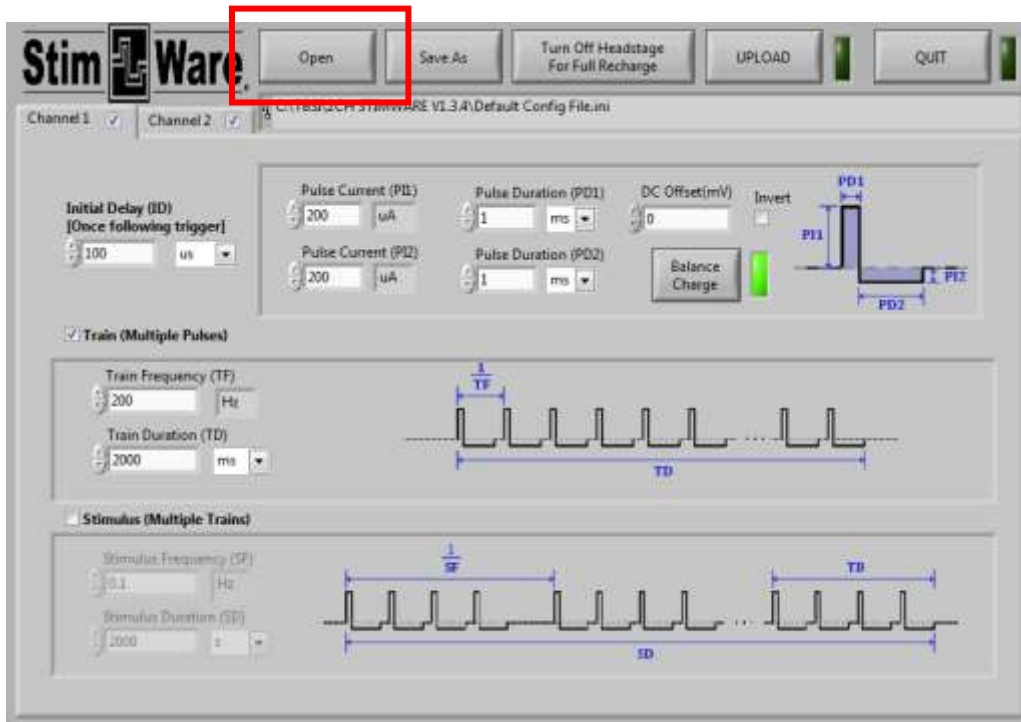 Stim Ware
Open
Save As
Turn Off Headstage
For Full Recharge
UPLOAD
QUIT
Channel 1
Channel 2
V1.3.4\Default Config File.ini
Initial Delay (ID)
[Once following trigger]
100 us
Pulse Current (PI1)
200 uA
Pulse Duration (PD1)
1 ms
DC Offset(mV)
0
Invert
Pulse Current (PI2)
200 uA
Pulse Duration (PD2)
1 ms
Balance
Charge
PD1
PI1
PI2
PD2
Train (Multiple Pulses)
Train Frequency (TF)
200 Hz
Train Duration (TD)
2000 ms
1
TF
TD
Stimulus (Multiple Trains)
Stimulus Frequency (SF)
0.1 Hz
Stimulus Duration (SD)
2000 s
1
SF
TD
SD